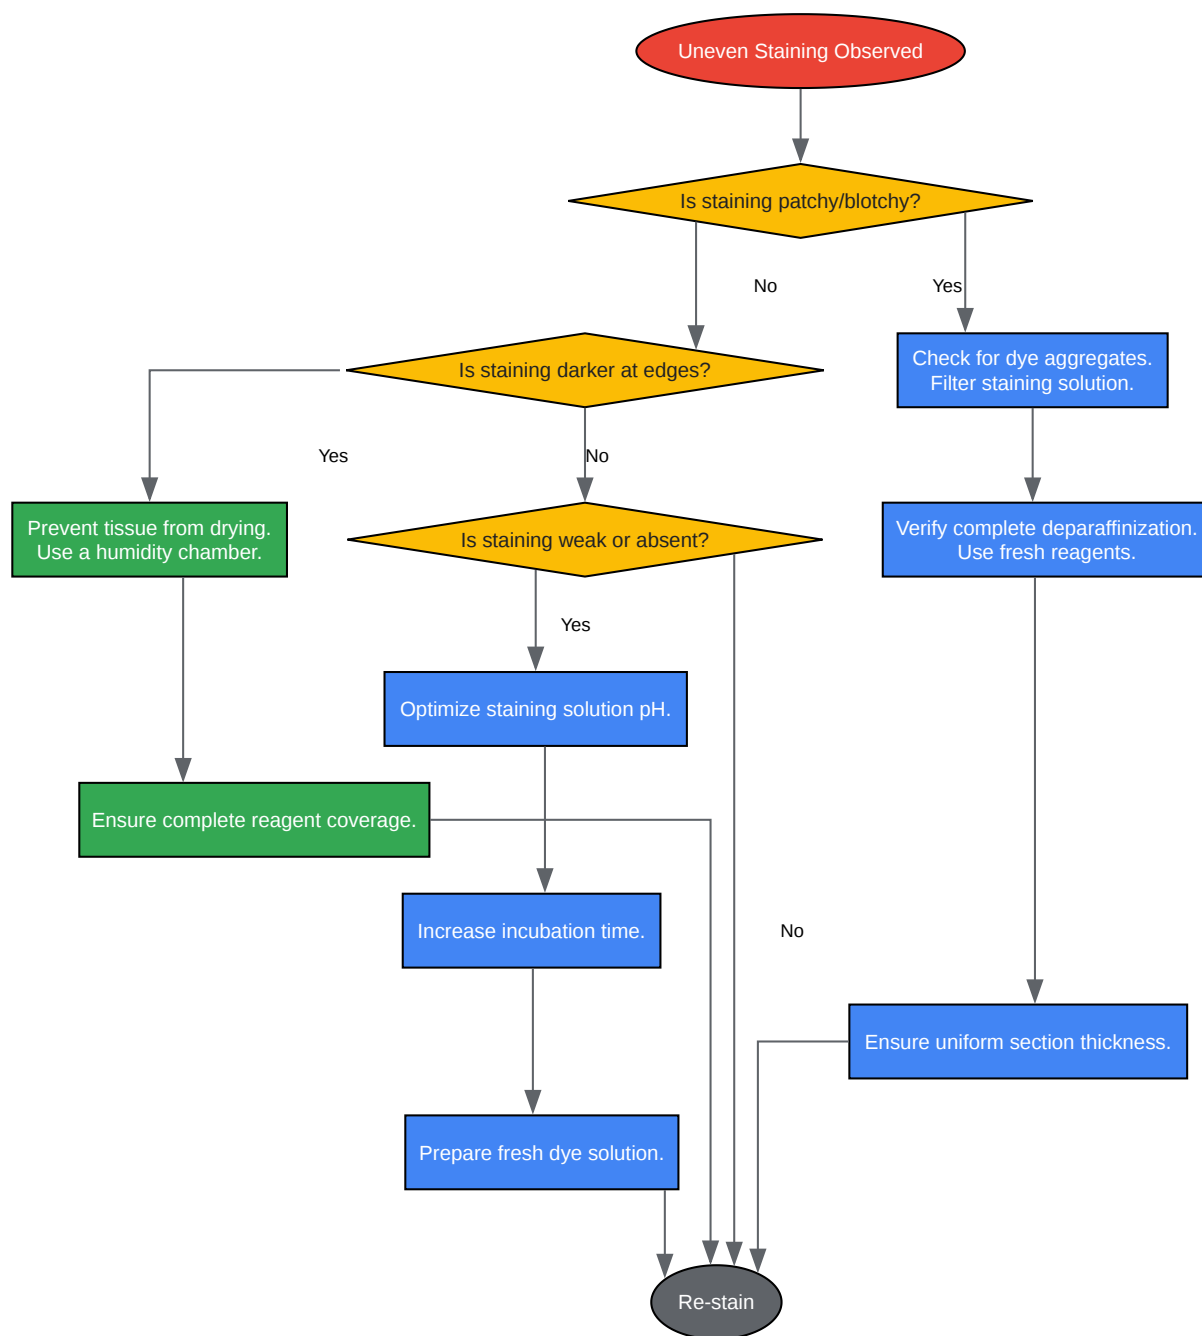 Uneven Staining Observed
Is staining patchy/blotchy?
No
Yes
Is staining darker at edges?
Check for dye aggregates.
Filter staining solution.
Yes
No
Prevent tissue from drying.
Use a humidity chamber.
Is staining weak or absent?
Verify complete deparaffinization.
Use fresh reagents.
Yes
Optimize staining solution pH.
Ensure complete reagent coverage.
Increase incubation time.
No
Ensure uniform section thickness.
Prepare fresh dye solution.
Re-stain